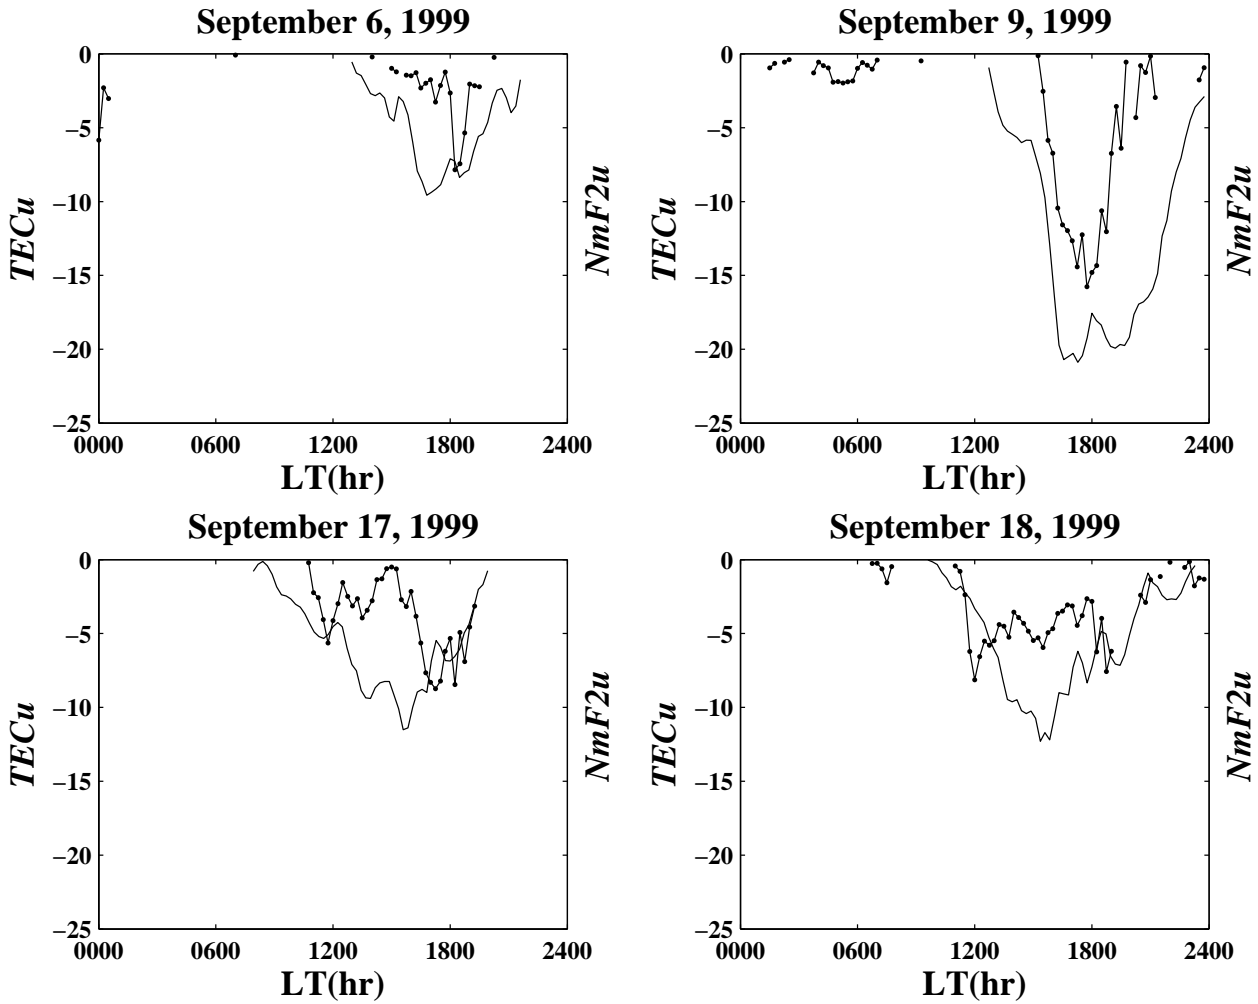 September 6, 1999
0
−5
−10
−15
−20
−25
TECu
NmF2u
0000 0600 1200 1800 2400
LT(hr)
September 9, 1999
0
−5
−10
−15
−20
−25
TECu
NmF2u
0000 0600 1200 1800 2400
LT(hr)
September 17, 1999
0
−5
−10
−15
−20
−25
TECu
NmF2u
0000 0600 1200 1800 2400
LT(hr)
September 18, 1999
0
−5
−10
−15
−20
−25
TECu
NmF2u
0000 0600 1200 1800 2400
LT(hr)